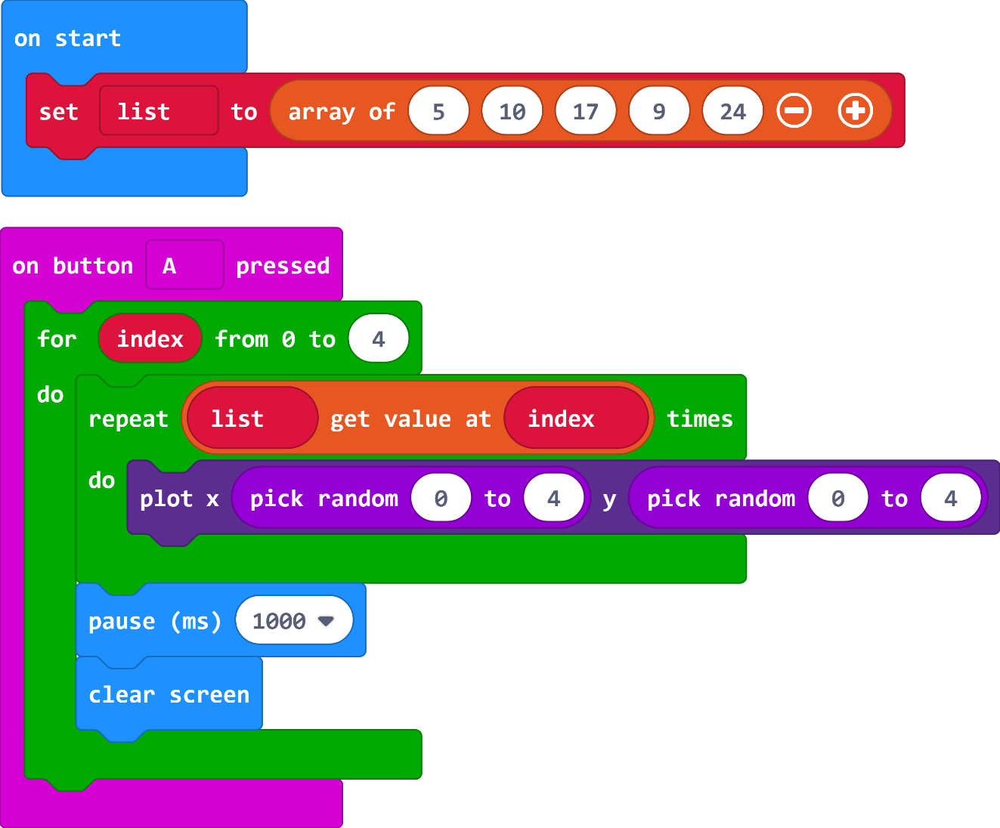 on start
set list to array of 5 10 17 9 24
on button A pressed
for index from 0 to 4
do
repeat list get value at index times
do
plot x pick random 0 to 4 y pick random 0 to 4
pause (ms) 1000
clear screen